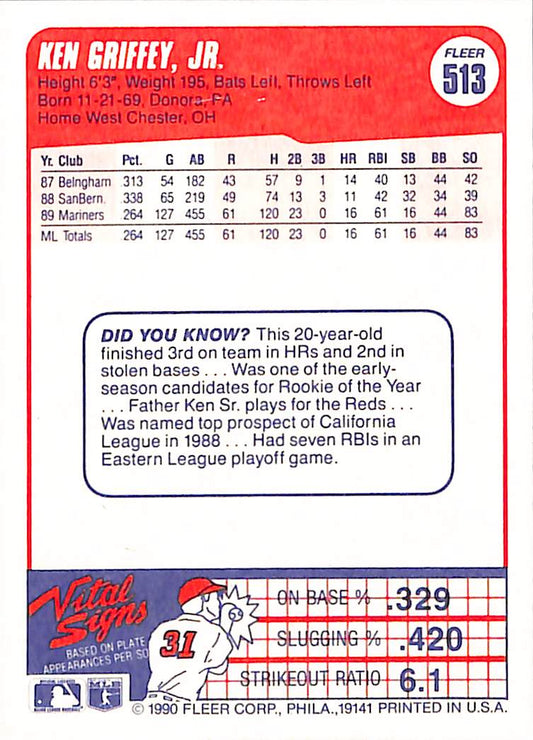 KEN GRIFFEY, JR.
FLEER
513
Height 6'3", Weight 195, Bats Left, Throws Left
Born 11-21-69, Donora, PA
Home West Chester, OH
Yr. Club Pct. G AB R H 2B 3B HR RBI SB BB SO
87 Belngham 313 54 182 43 57 9 1 14 40 13 44 42
88 SanBern. 338 65 219 49 74 13 3 11 42 32 34 39
89 Mariners 264 127 455 61 120 23 0 16 61 16 44 83
ML Totals 264 127 455 61 120 23 0 16 61 16 44 83
DID YOU KNOW? This 20-year-old
finished 3rd on team in HRs and 2nd in
stolen bases . . . Was one of the early-
season candidates for Rookie of the Year
. . . Father Ken Sr. plays for the Reds . . .
Was named top prospect of California
League in 1988 . . . Had seven RBIs in an
Eastern League playoff game.
Vital
Signs
BASED ON PLATE
APPEARANCES PER SO
31
ON BASE % .329
SLUGGING % .420
STRIKEOUT RATIO 6.1
© 1990 FLEER CORP., PHILA., 19141 PRINTED IN U.S.A.